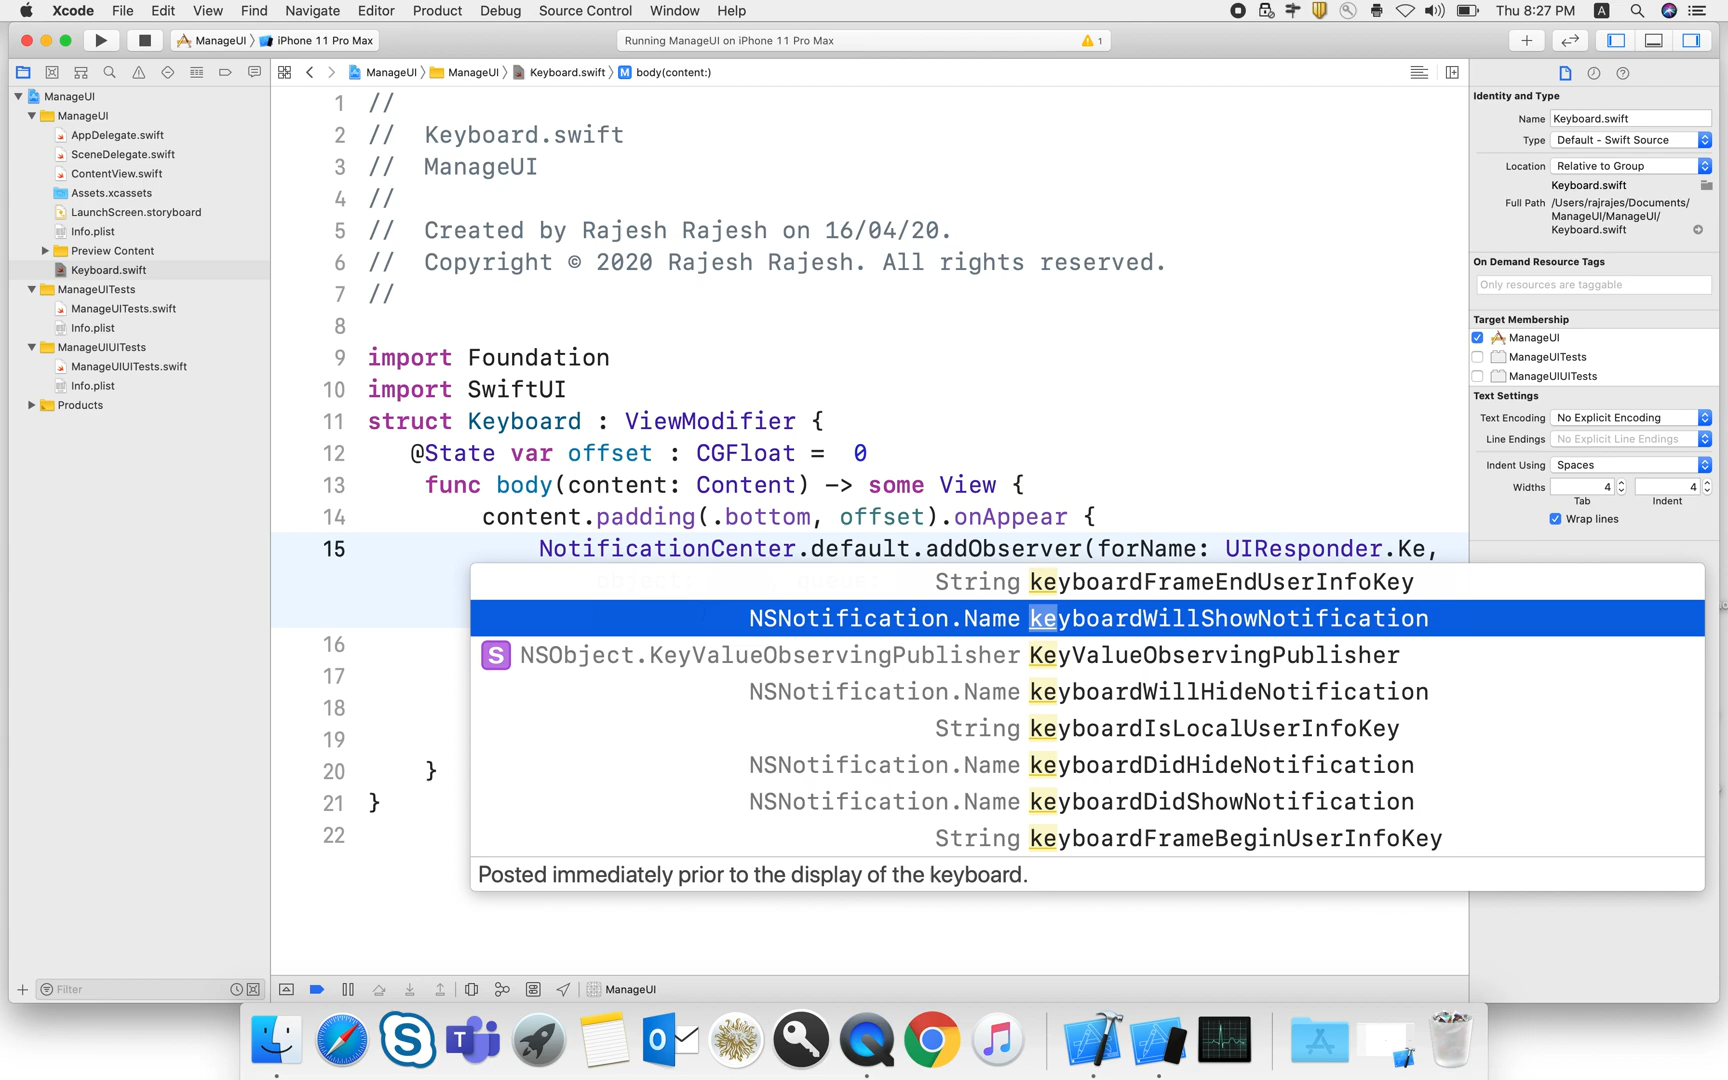 Xcode File Edit View Find Navigate Editor Product Debug Source Control Window Help
Thu 8:27 PM A
ManageUI iPhone 11 Pro Max
Running ManageUI on iPhone 11 Pro Max
1
ManageUI ManageUI Keyboard.swift M body(content:)
ManageUI
ManageUI
AppDelegate.swift
SceneDelegate.swift
ContentView.swift
Assets.xcassets
LaunchScreen.storyboard
Info.plist
Preview Content
Keyboard.swift
ManageUITests
ManageUITests.swift
Info.plist
ManageUIUITests
ManageUIUITests.swift
Info.plist
Products
Filter
1 //
2 // Keyboard.swift
3 // ManageUI
4 //
5 // Created by Rajesh Rajesh on 16/04/20.
6 // Copyright © 2020 Rajesh Rajesh. All rights reserved.
7 //
8
9 import Foundation
10 import SwiftUI
11 struct Keyboard : ViewModifier {
12 @State var offset : CGFloat = 0
13 func body(content: Content) -> some View {
14 content.padding(.bottom, offset).onAppear {
15 NotificationCenter.default.addObserver(forName: UIResponder.Ke,
String keyboardFrameEndUserInfoKey
NSNotification.Name keyboardWillShowNotification
S NSObject.KeyValueObservingPublisher KeyValueObservingPublisher
NSNotification.Name keyboardWillHideNotification
String keyboardIsLocalUserInfoKey
NSNotification.Name keyboardDidHideNotification
NSNotification.Name keyboardDidShowNotification
String keyboardFrameBeginUserInfoKey
Posted immediately prior to the display of the keyboard.
16
17
18
19
20 }
21 }
22
ManageUI
Identity and Type
Name Keyboard.swift
Type Default - Swift Source
Location Relative to Group
Keyboard.swift
Full Path /Users/rajrajes/Documents/
ManageUI/ManageUI/
Keyboard.swift
On Demand Resource Tags
Only resources are taggable
Target Membership
ManageUI
ManageUITests
ManageUIUITests
Text Settings
Text Encoding No Explicit Encoding
Line Endings No Explicit Line Endings
Indent Using Spaces
Widths 4 4
Tab Indent
Wrap lines